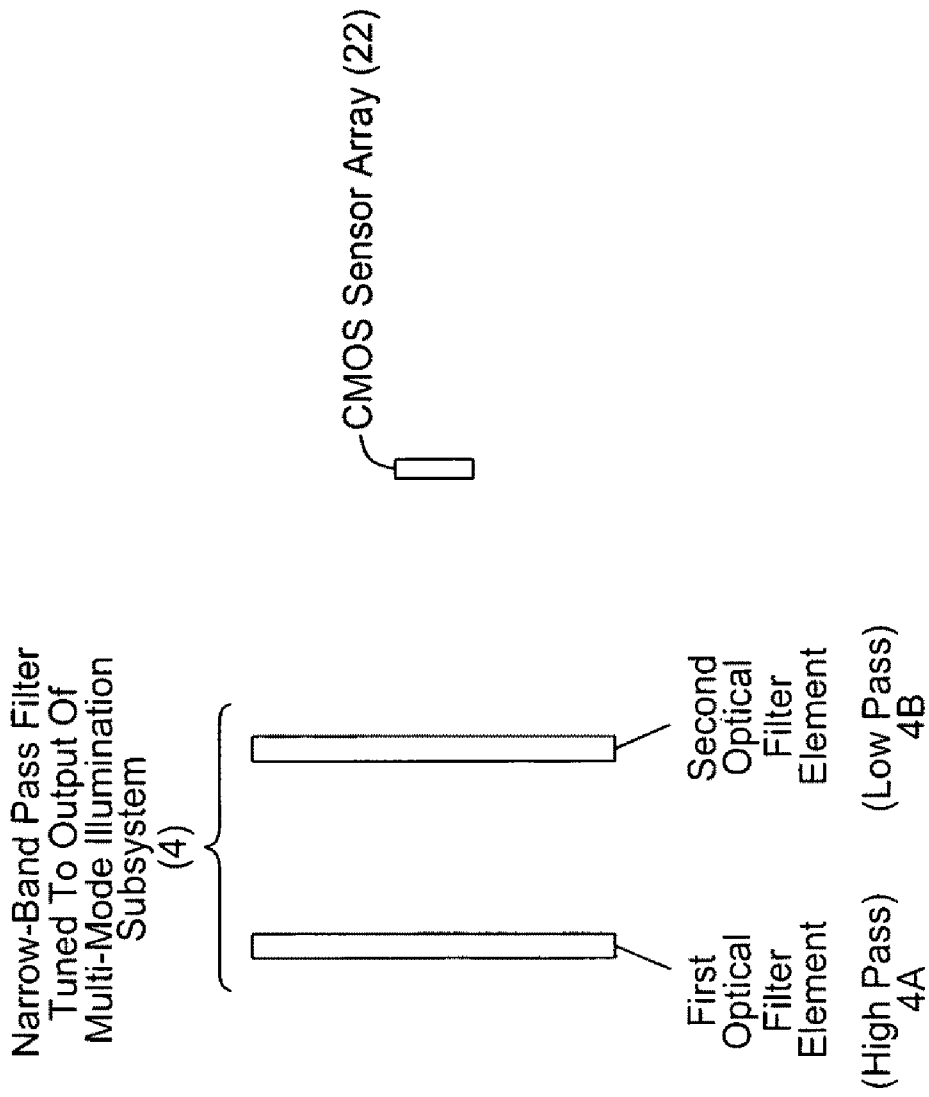 Narrow-Band Pass Filter
Tuned To Output Of
Multi-Mode Illumination
Subsystem
(4)
CMOS Sensor Array (22)
First
Optical
Filter
Element
(High Pass)
4A
Second
Optical
Filter
Element
(Low Pass)
4B